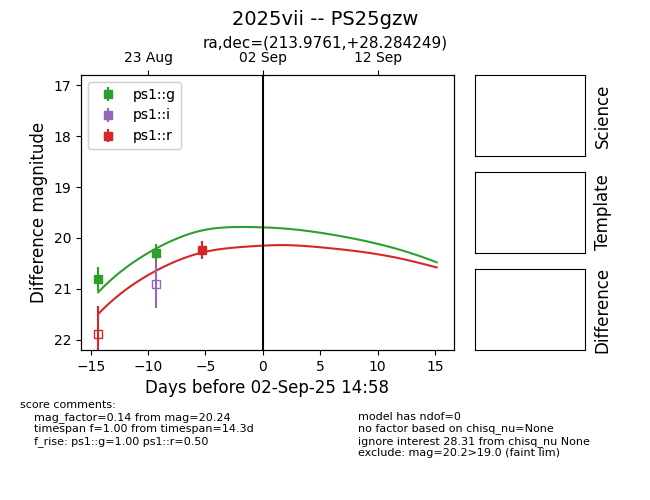 2025vii -- PS25gzw
ra,dec=(213.9761,+28.284249)
23 Aug 02 Sep 12 Sep
17
18
19
20
21
22
Difference magnitude
ps1::g
ps1::i
ps1::r
−15 −10 −5 0 5 10 15
Days before 02-Sep-25 14:58
Science
Template
Difference
score comments:
mag_factor=0.14 from mag=20.24
timespan f=1.00 from timespan=14.3d
f_rise: ps1::g=1.00 ps1::r=0.50
model has ndof=0
no factor based on chisq_nu=None
ignore interest 28.31 from chisq_nu None
exclude: mag=20.2>19.0 (faint lim)